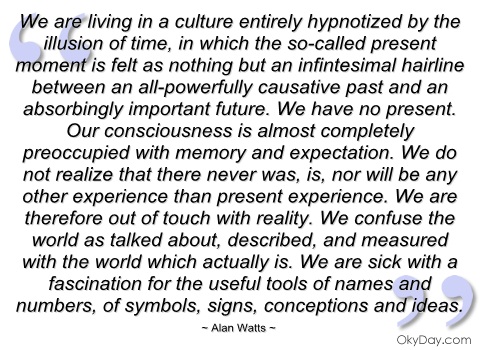 We are living in a culture entirely hypnotized by the
illusion of time, in which the so-called present
moment is felt as nothing but an infintesimal hairline
between an all-powerfully causative past and an
absorbingly important future. We have no present.
Our consciousness is almost completely
preoccupied with memory and expectation. We do
not realize that there never was, is, nor will be any
other experience than present experience. We are
therefore out of touch with reality. We confuse the
world as talked about, described, and measured
with the world which actually is. We are sick with a
fascination for the useful tools of names and
numbers, of symbols, signs, conceptions and ideas.
~ Alan Watts ~
OkyDay.com